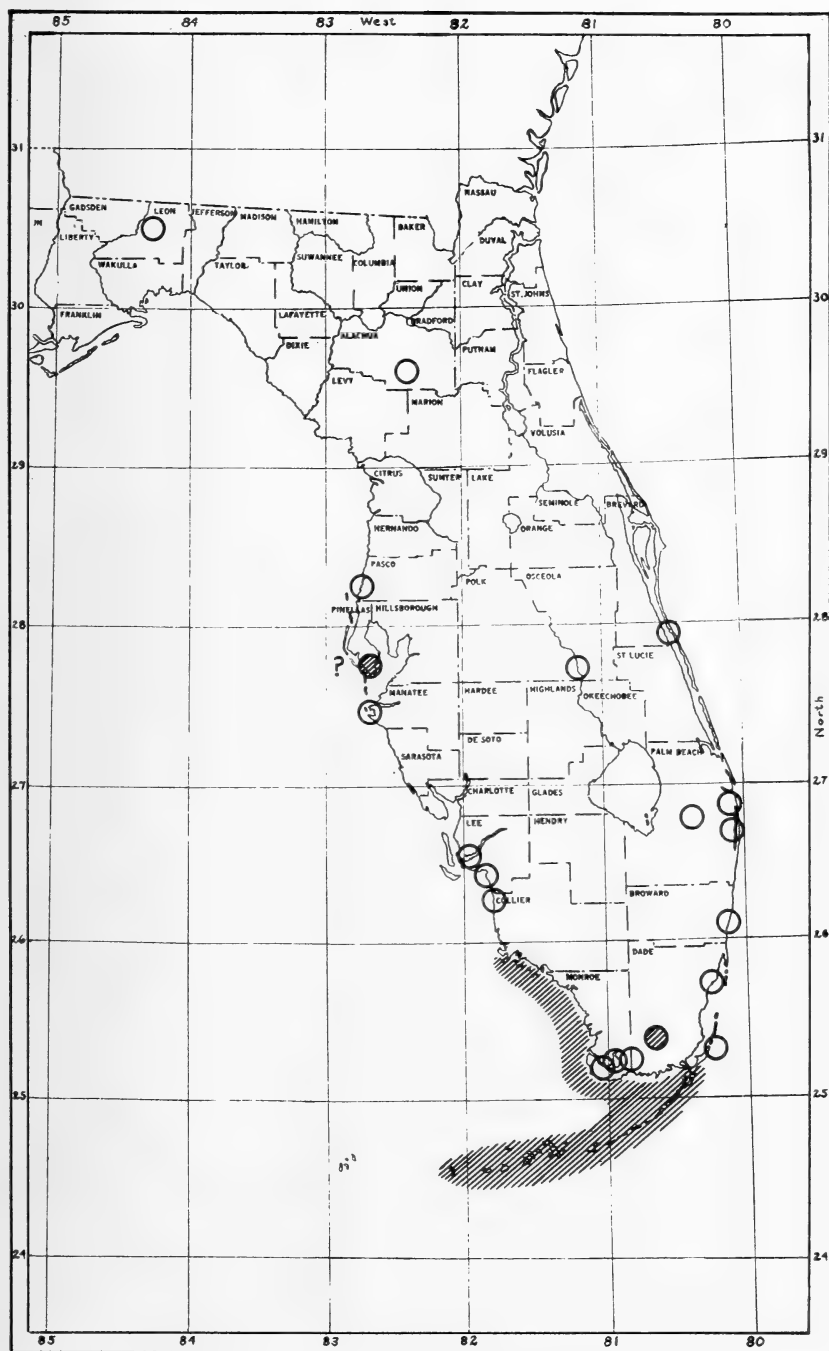 West
85 84 83 82 81 80
31 31
NASSAU
GADSDEN LEON JEFFERSON MADISON HAMILTON BAKER
LIBERTY DUVAL
WAKULLA TAYLOR SUWANNEE COLUMBIA
UNION CLAY
ST. JOHNS
30 30
FRANKLIN LAFAYETTE BRADFORD
ALACHUA
DIXIE PUTNAM
FLAGLER
LEVY
MARION
VOLUSIA
29 29
CITRUS SUMTER LAKE
SEMINOLE BREVARD
HERNANDO ORANGE
PASCO
POLK OSCEOLA
PINELLAS HILLSBOROUGH
28 28
ST LUCIE
?
MANATEE HARDEE HIGHLANDS
OKEECHOBEE
North
DE SOTO
SARASOTA PALM BEACH
27 27
CHARLOTTE GLADES
LEE HENDRY
COLLIER BROWARD
26 26
DADE
MONROE
25 25
24 24
85 84 83 82 81 80